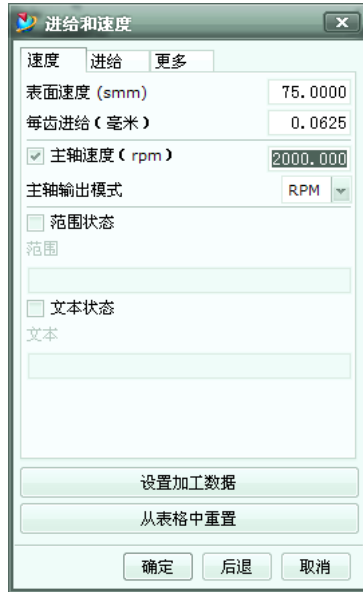 进给和速度
速度 进给 更多
表面速度 (smm) 75.0000
每齿进给(毫米) 0.0625
主轴速度(rpm) 2000.000
主轴输出模式 RPM
范围状态
范围
文本状态
文本
设置加工数据
从表格中重置
确定 后退 取消